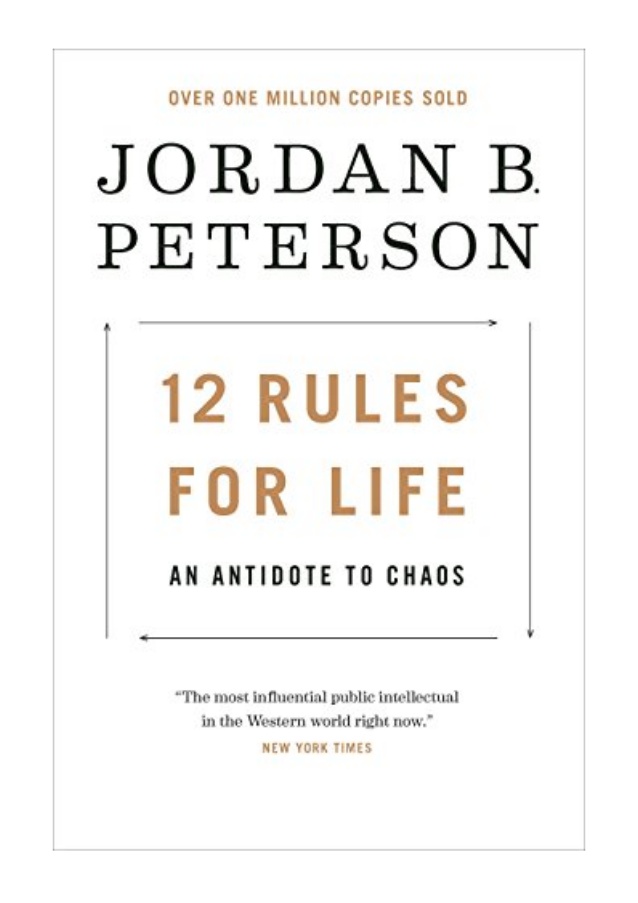 OVER ONE MILLION COPIES SOLD
JORDAN B.
PETERSON
12 RULES
FOR LIFE
AN ANTIDOTE TO CHAOS
“The most influential public intellectual
in the Western world right now.”
NEW YORK TIMES